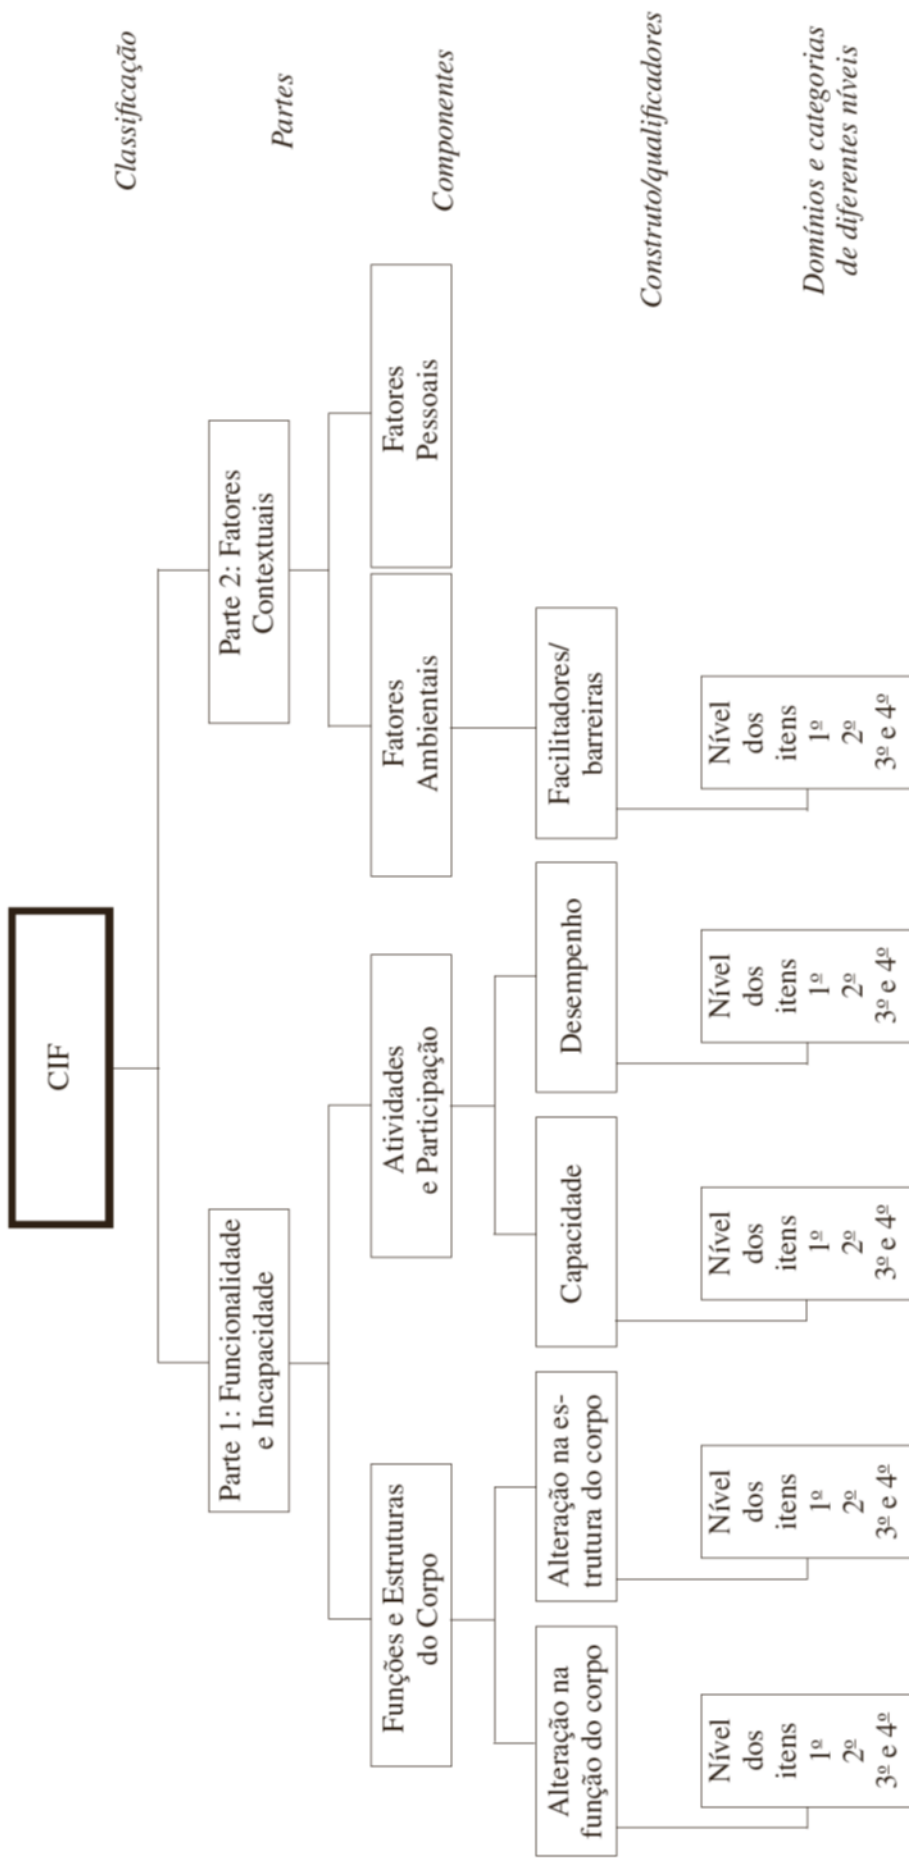 CIF
Classificação
Parte 1: Funcionalidade
e Incapacidade
Parte 2: Fatores
Contextuais
Partes
Funções e Estruturas
do Corpo
Atividades
e Participação
Fatores
Ambientais
Fatores
Pessoais
Componentes
Alteração na
função do corpo
Alteração na es-
trutura do corpo
Capacidade
Desempenho
Facilitadores/
barreiras
Construto/qualificadores
Nível
dos
itens
1º
2º
3º e 4º
Nível
dos
itens
1º
2º
3º e 4º
Nível
dos
itens
1º
2º
3º e 4º
Nível
dos
itens
1º
2º
3º e 4º
Nível
dos
itens
1º
2º
3º e 4º
Domínios e categorias
de diferentes níveis